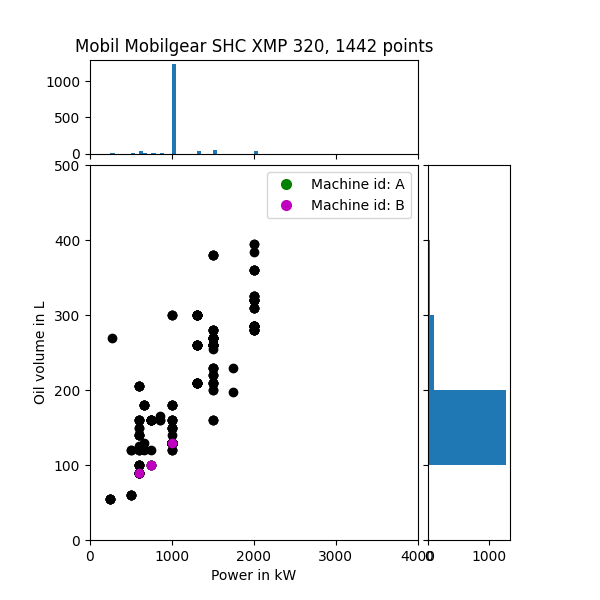 Mobil Mobilgear SHC XMP 320, 1442 points
1000
500
0
500
400
300
200
100
0
Oil volume in L
Machine id: A
Machine id: B
0 1000 2000 3000 4000
0 1000
Power in kW